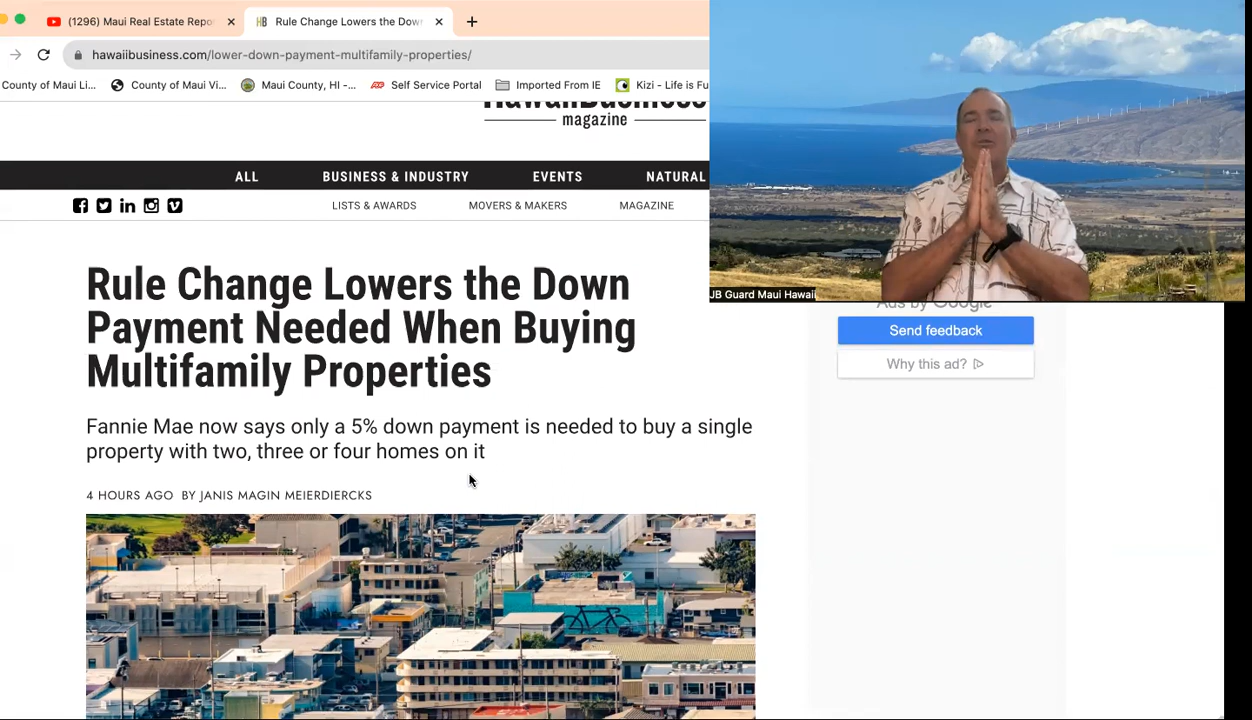 (1296) Maui Real Estate Repo
Rule Change Lowers the Down
hawaiibusiness.com/lower-down-payment-multifamily-properties/
County of Maui Li...
County of Maui Vi...
Maui County, HI -...
Self Service Portal
Imported From IE
Kizi - Life is Fu
HawaiiBusiness
magazine
ALL
BUSINESS & INDUSTRY
EVENTS
NATURAL
LISTS & AWARDS
MOVERS & MAKERS
MAGAZINE
JB Guard Maui Hawaii
Rule Change Lowers the Down
Payment Needed When Buying
Multifamily Properties
Fannie Mae now says only a 5% down payment is needed to buy a single
property with two, three or four homes on it
4 HOURS AGO BY JANIS MAGIN MEIERDIERCKS
Ads by Google
Send feedback
Why this ad?